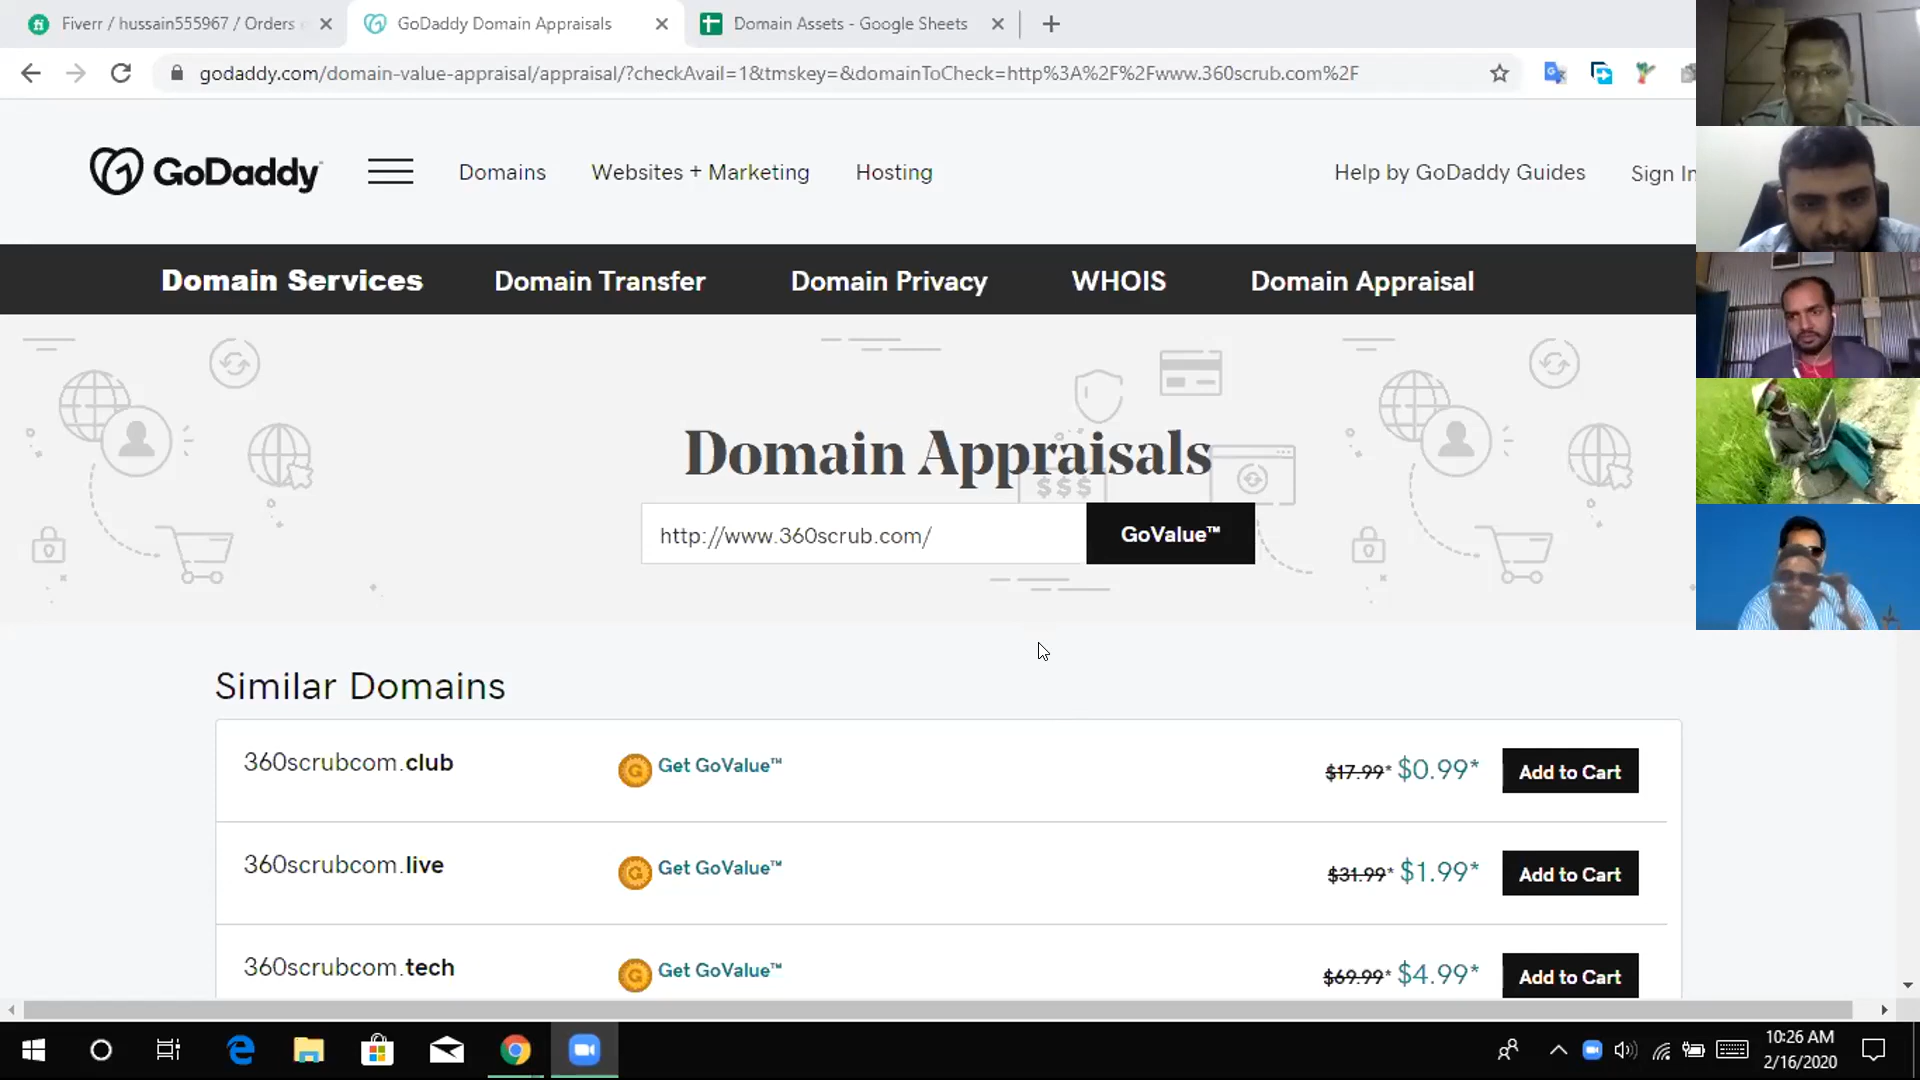 Fiverr / hussain555967 / Orders
GoDaddy Domain Appraisals
Domain Assets - Google Sheets
godaddy.com/domain-value-appraisal/appraisal/?checkAvail=1&tmskey=&domainToCheck=http%3A%2F%2Fwww.360scrub.com%2F
GoDaddy
Domains
Websites + Marketing
Hosting
Help by GoDaddy Guides
Sign In
Domain Services
Domain Transfer
Domain Privacy
WHOIS
Domain Appraisal
Domain Appraisals
$$$
http://www.360scrub.com/
GoValue™
Similar Domains
360scrubcom.club
Get GoValue™
$17.99* $0.99*
Add to Cart
360scrubcom.live
Get GoValue™
$31.99* $1.99*
Add to Cart
360scrubcom.tech
Get GoValue™
$69.99* $4.99*
Add to Cart
10:26 AM
2/16/2020